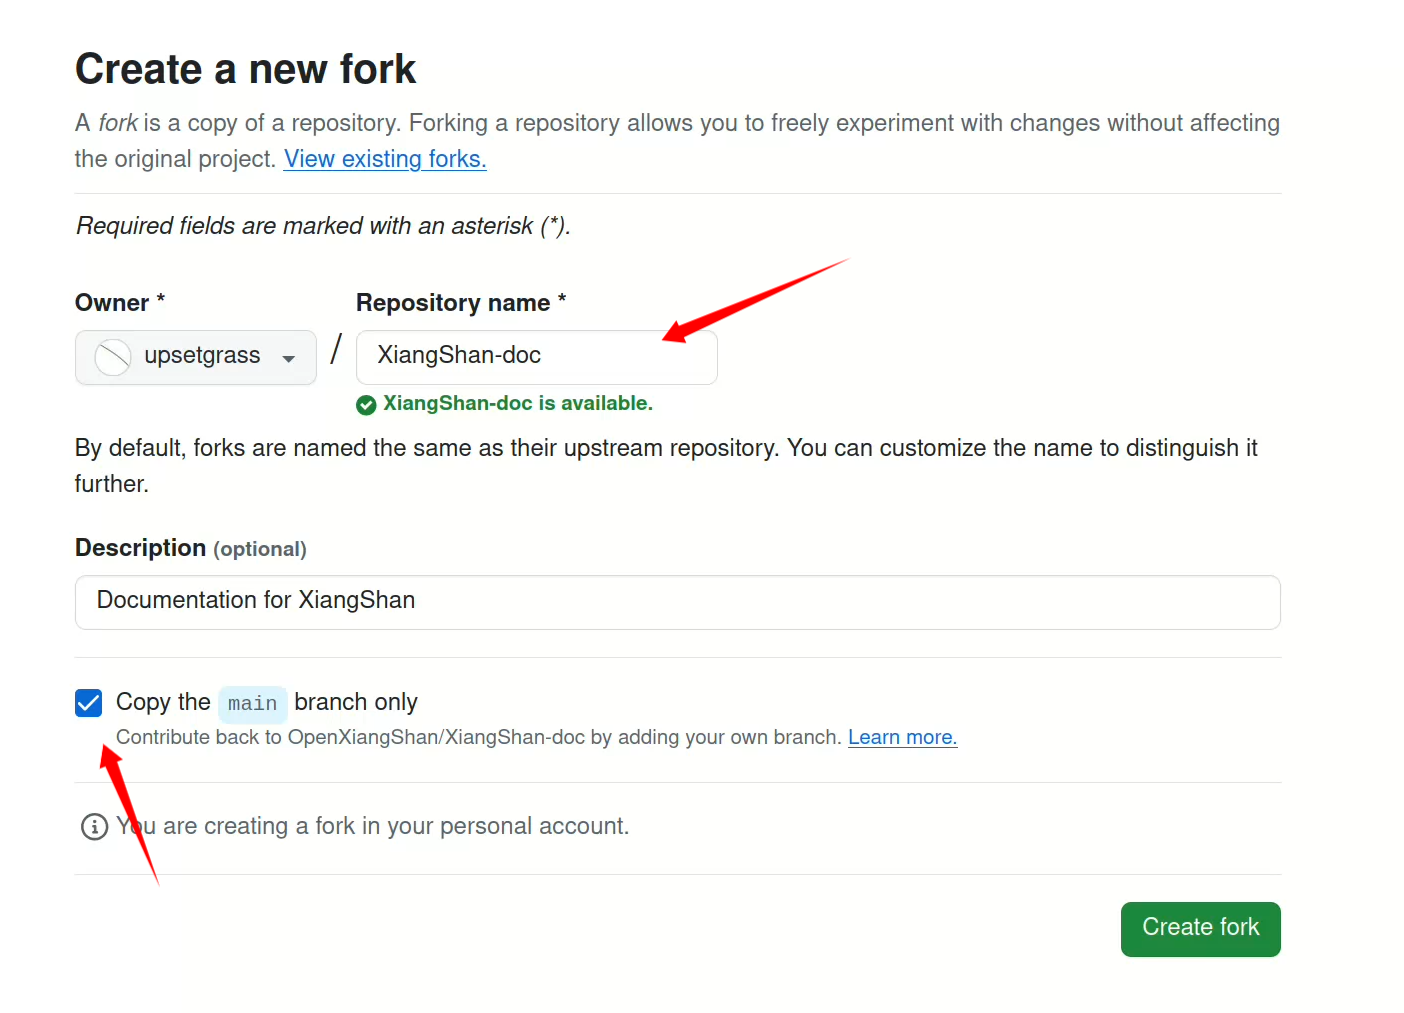 Create a new fork
A fork is a copy of a repository. Forking a repository allows you to freely experiment with changes without affecting
the original project. View existing forks.
Required fields are marked with an asterisk (*).
Owner * Repository name *
upsetgrass / XiangShan-doc
XiangShan-doc is available.
By default, forks are named the same as their upstream repository. You can customize the name to distinguish it
further.
Description (optional)
Documentation for XiangShan
Copy the main branch only
Contribute back to OpenXiangShan/XiangShan-doc by adding your own branch. Learn more.
You are creating a fork in your personal account.
Create fork